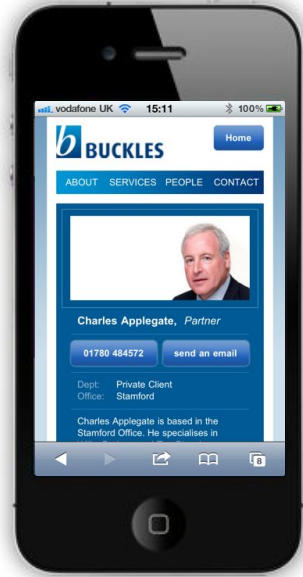 vodafone UK 15:11 100%
b BUCKLES
Home
ABOUT SERVICES PEOPLE CONTACT
Charles Applegate, Partner
01780 484572 send an email
Dept: Private Client
Office: Stamford
Charles Applegate is based in the
Stamford Office. He specialises in
8